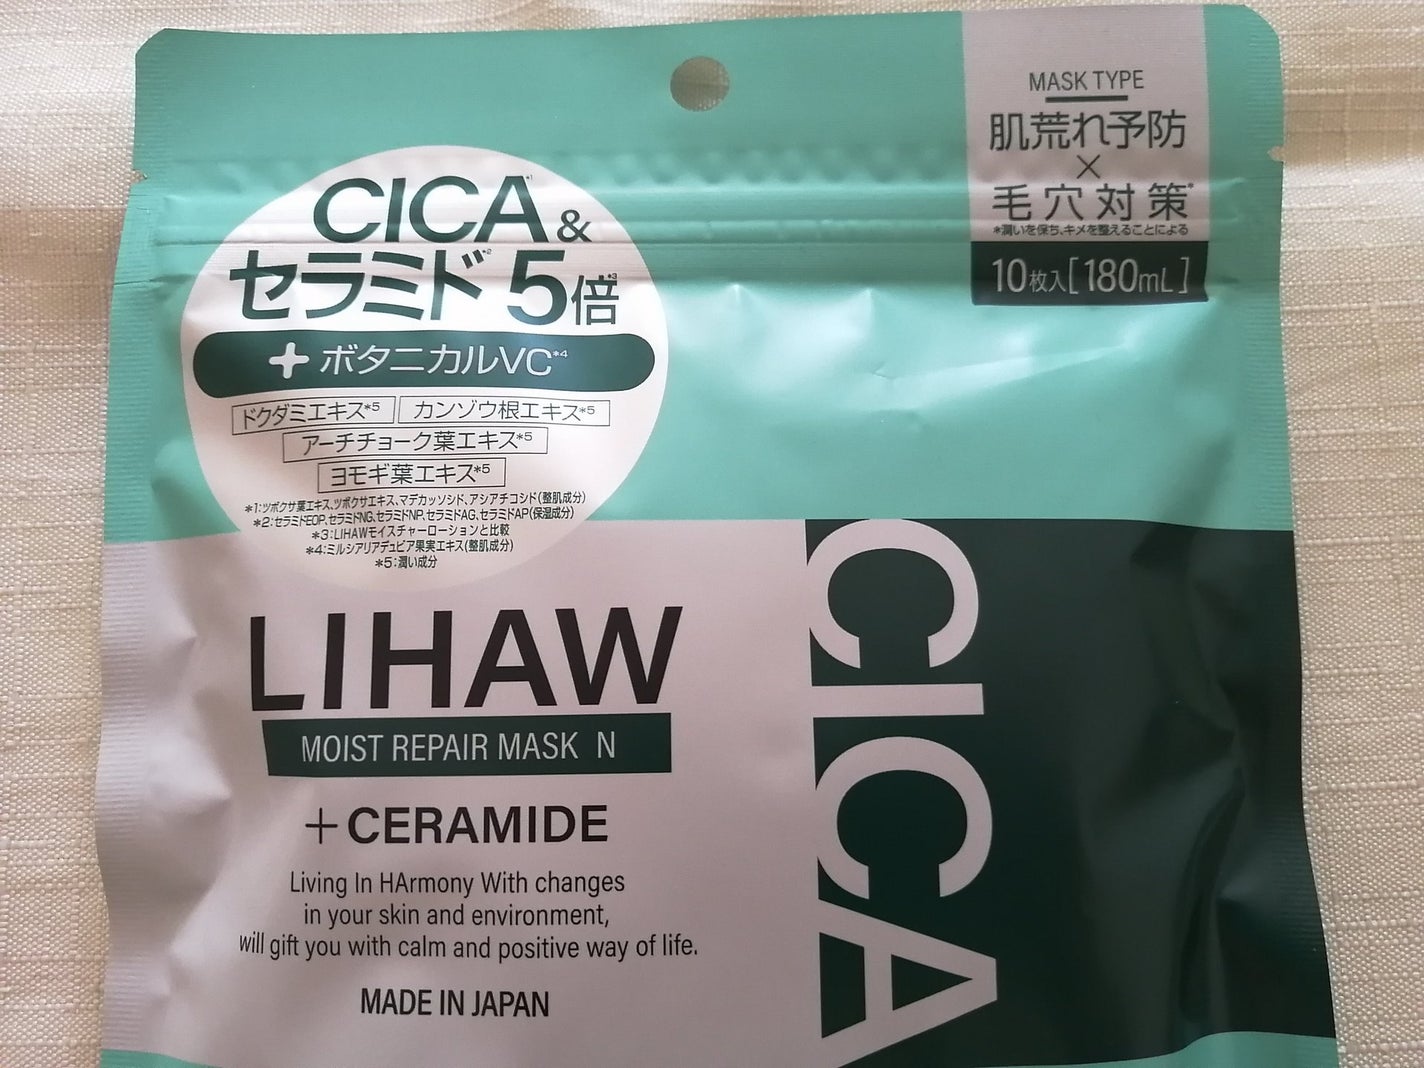 MASK TYPE
肌荒れ予防
×
毛穴対策*
*潤いを保ち、キメを整えることによる
10枚入[180mL]
CICA*1&
セラミド*2 5倍*3
+ボタニカルVC*4
ドクダミエキス*5 カンゾウ根エキス*5
アーチチョーク葉エキス*5
ヨモギ葉エキス*5
*1:ツボクサ葉エキス、ツボクサエキス、マデカッソシド、アシアチコシド(整肌成分)
*2:セラミドEOP、セラミドNG、セラミドNP、セラミドAG、セラミドAP(保湿成分)
*3:LIHAWモイスチャーローションと比較
*4:ミルシアリアデュビア果実エキス(整肌成分)
*5:潤い成分
LIHAW
MOIST REPAIR MASK N
+CERAMIDE
Living In HArmony With changes
in your skin and environment,
will gift you with calm and positive way of life.
MADE IN JAPAN
CICA